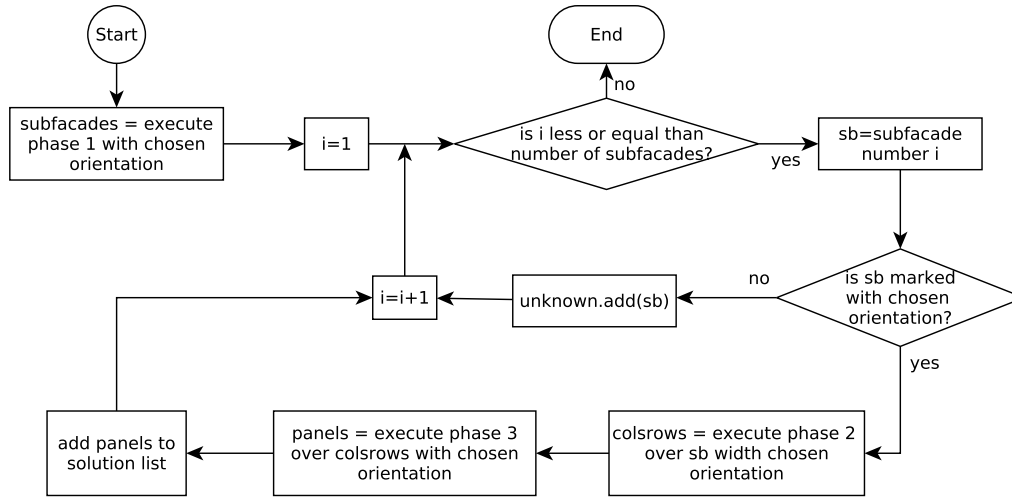 Start
End
no
subfacades = execute
phase 1 with chosen
orientation
i=1
is i less or equal than
number of subfacades?
yes
sb=subfacade
number i
is sb marked
with chosen
orientation?
no
unknown.add(sb)
i=i+1
yes
colsrows = execute phase 2
over sb width chosen
orientation
panels = execute phase 3
over colsrows with chosen
orientation
add panels to
solution list